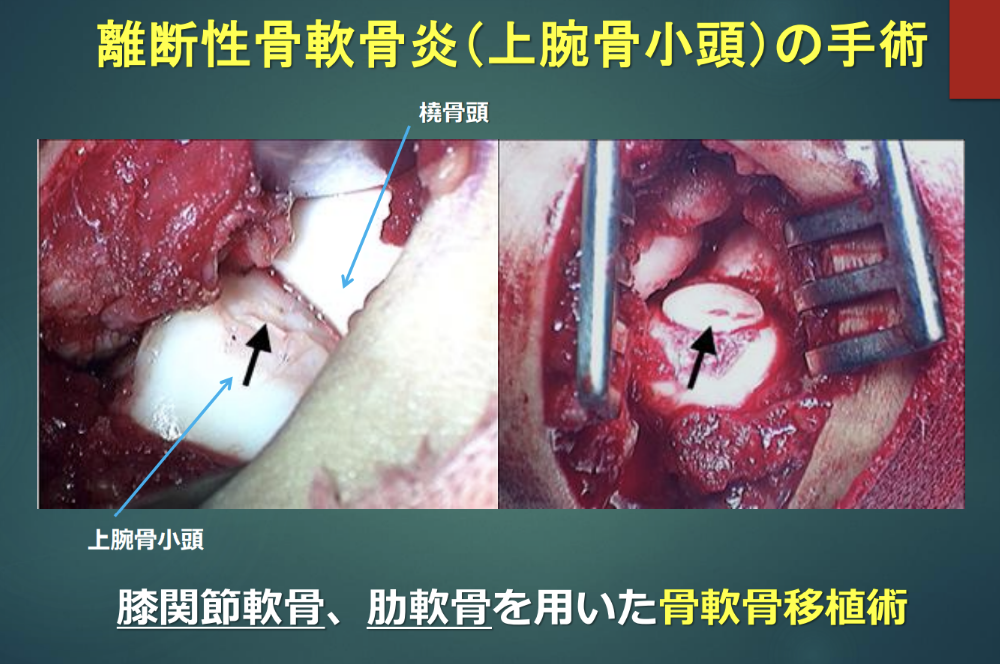 離断性骨軟骨炎（上腕骨小頭）の手術
橈骨頭
上腕骨小頭
膝関節軟骨、肋軟骨を用いた骨軟骨移植術